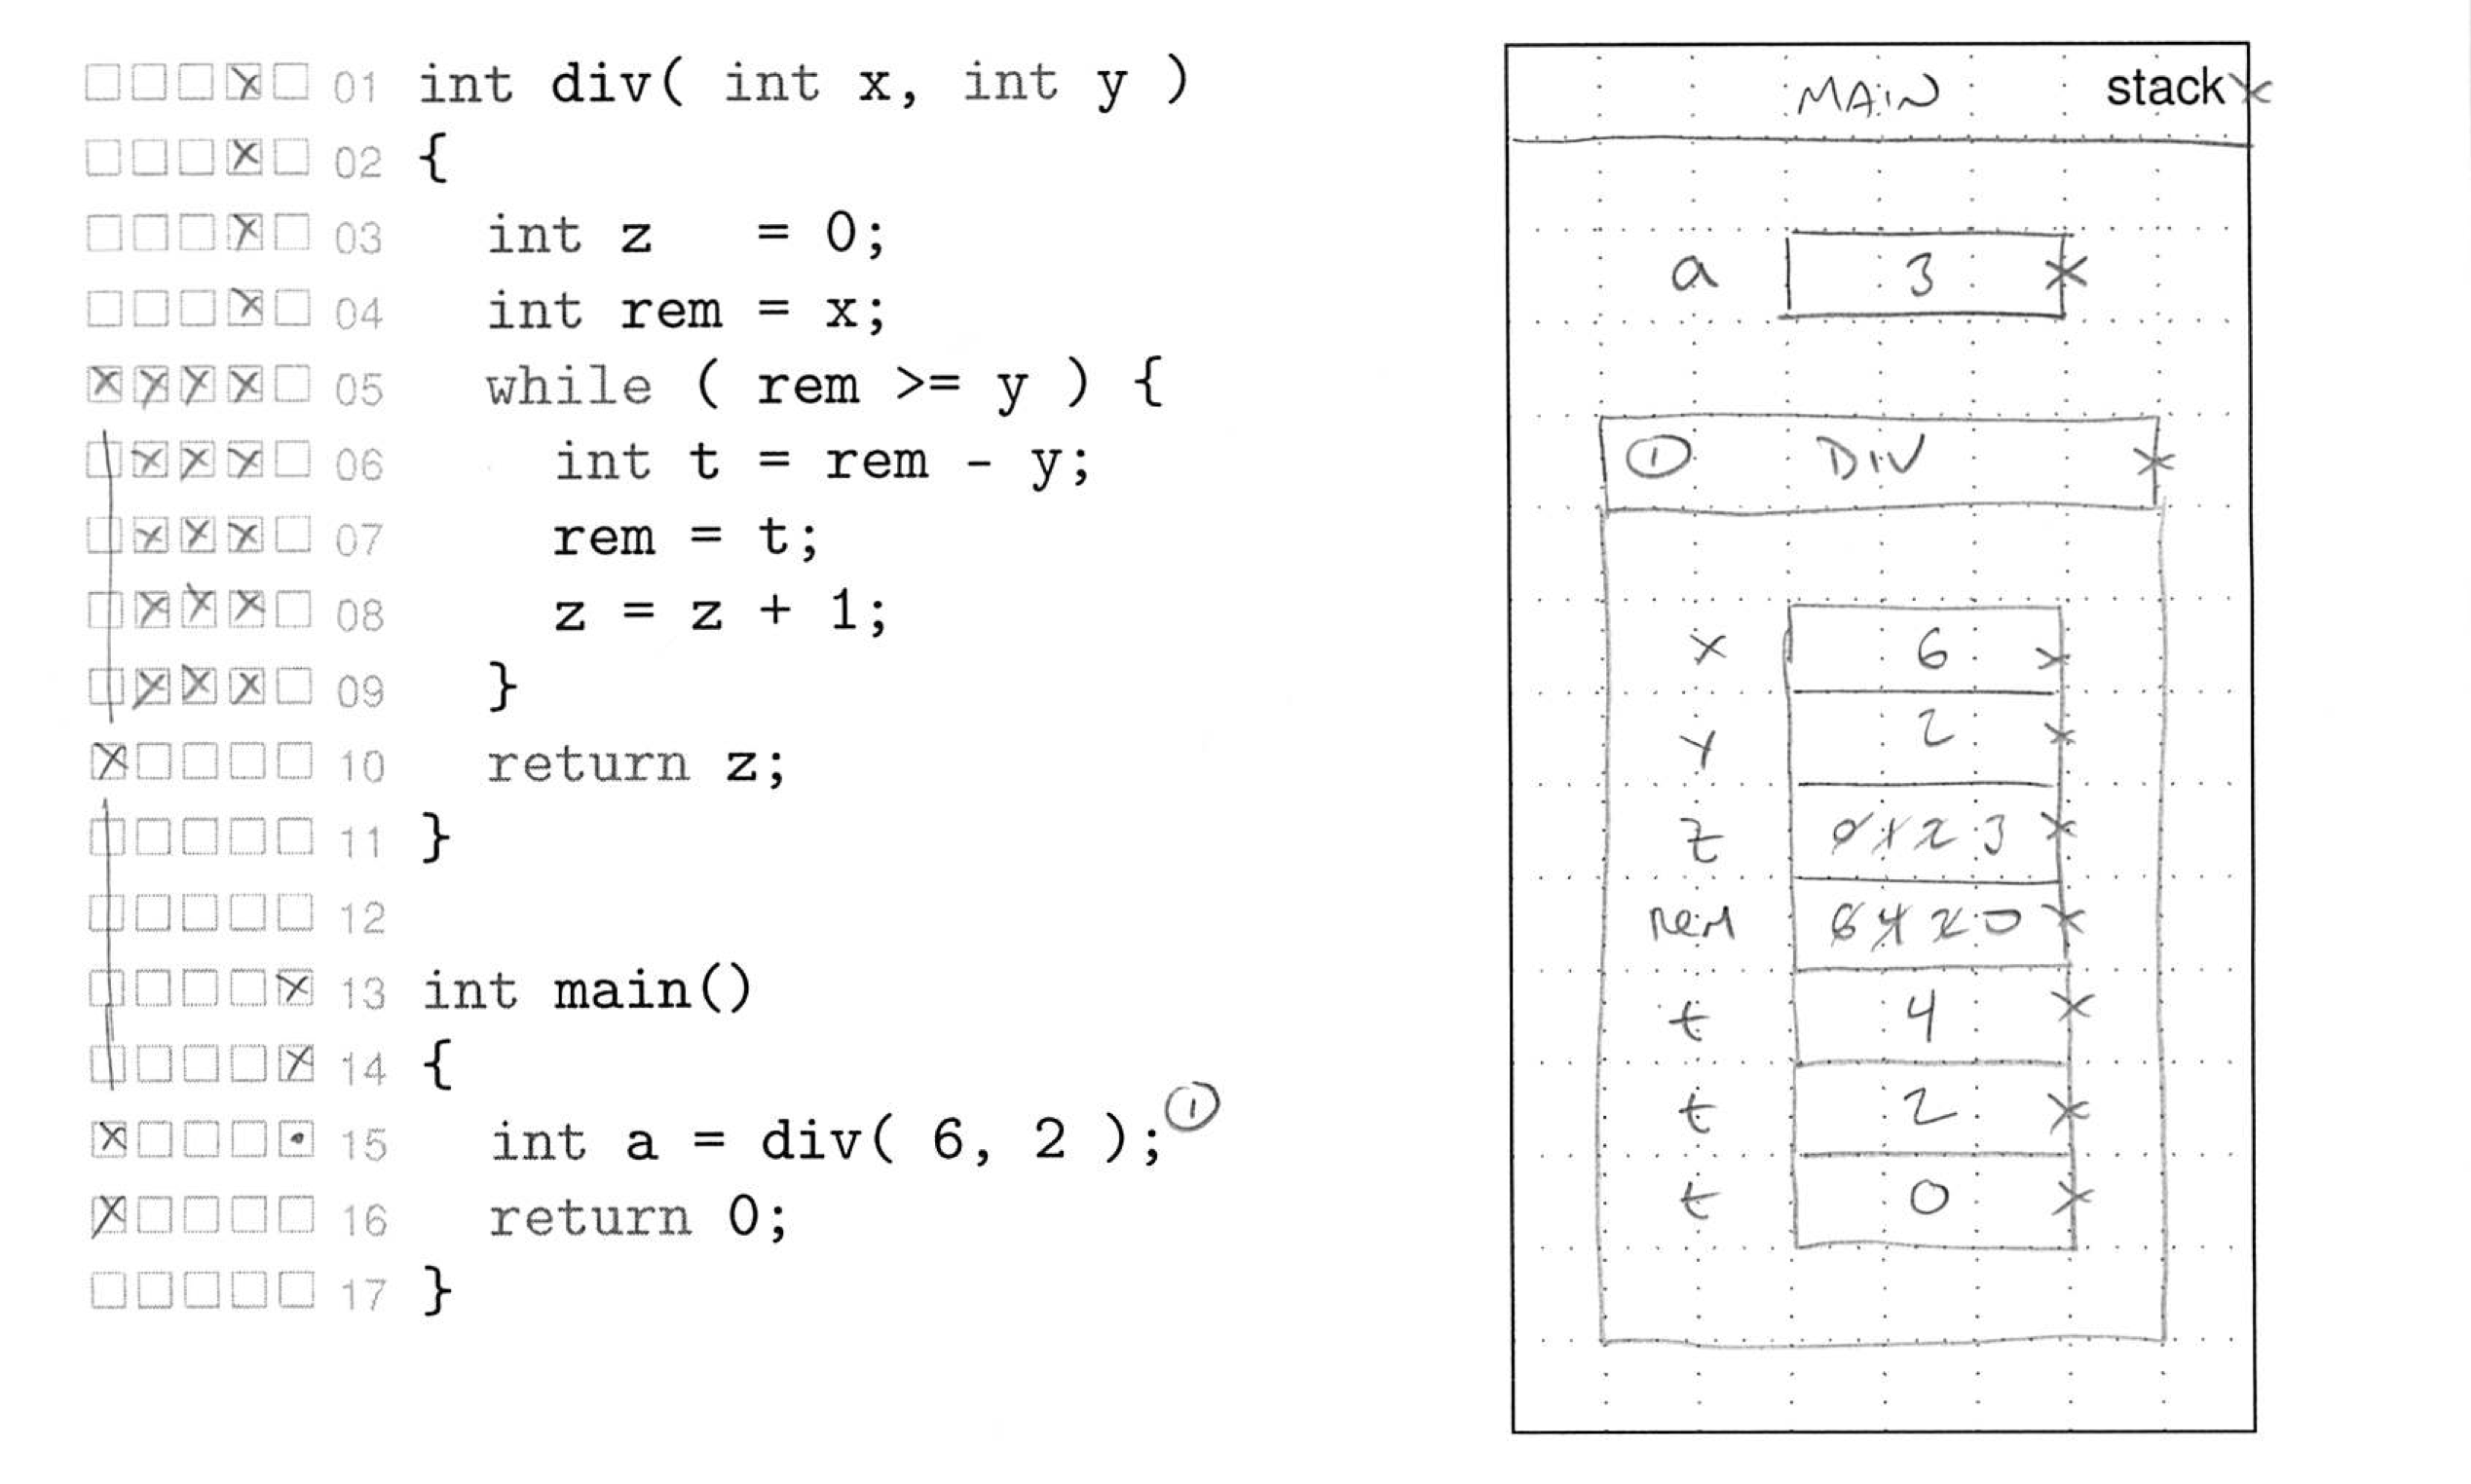 01 int div( int x, int y )
02 {
03 int z = 0;
04 int rem = x;
05 while ( rem >= y ) {
06 int t = rem - y;
07 rem = t;
08 z = z + 1;
09 }
10 return z;
11 }
12
13 int main()
14 {
15 int a = div( 6, 2 ); ①
16 return 0;
17 }
MAIN stack
a 3
① DIV
x 6
y 2
z 0 1 2 3
rem 6 4 2 0
t 4
t 2
t 0